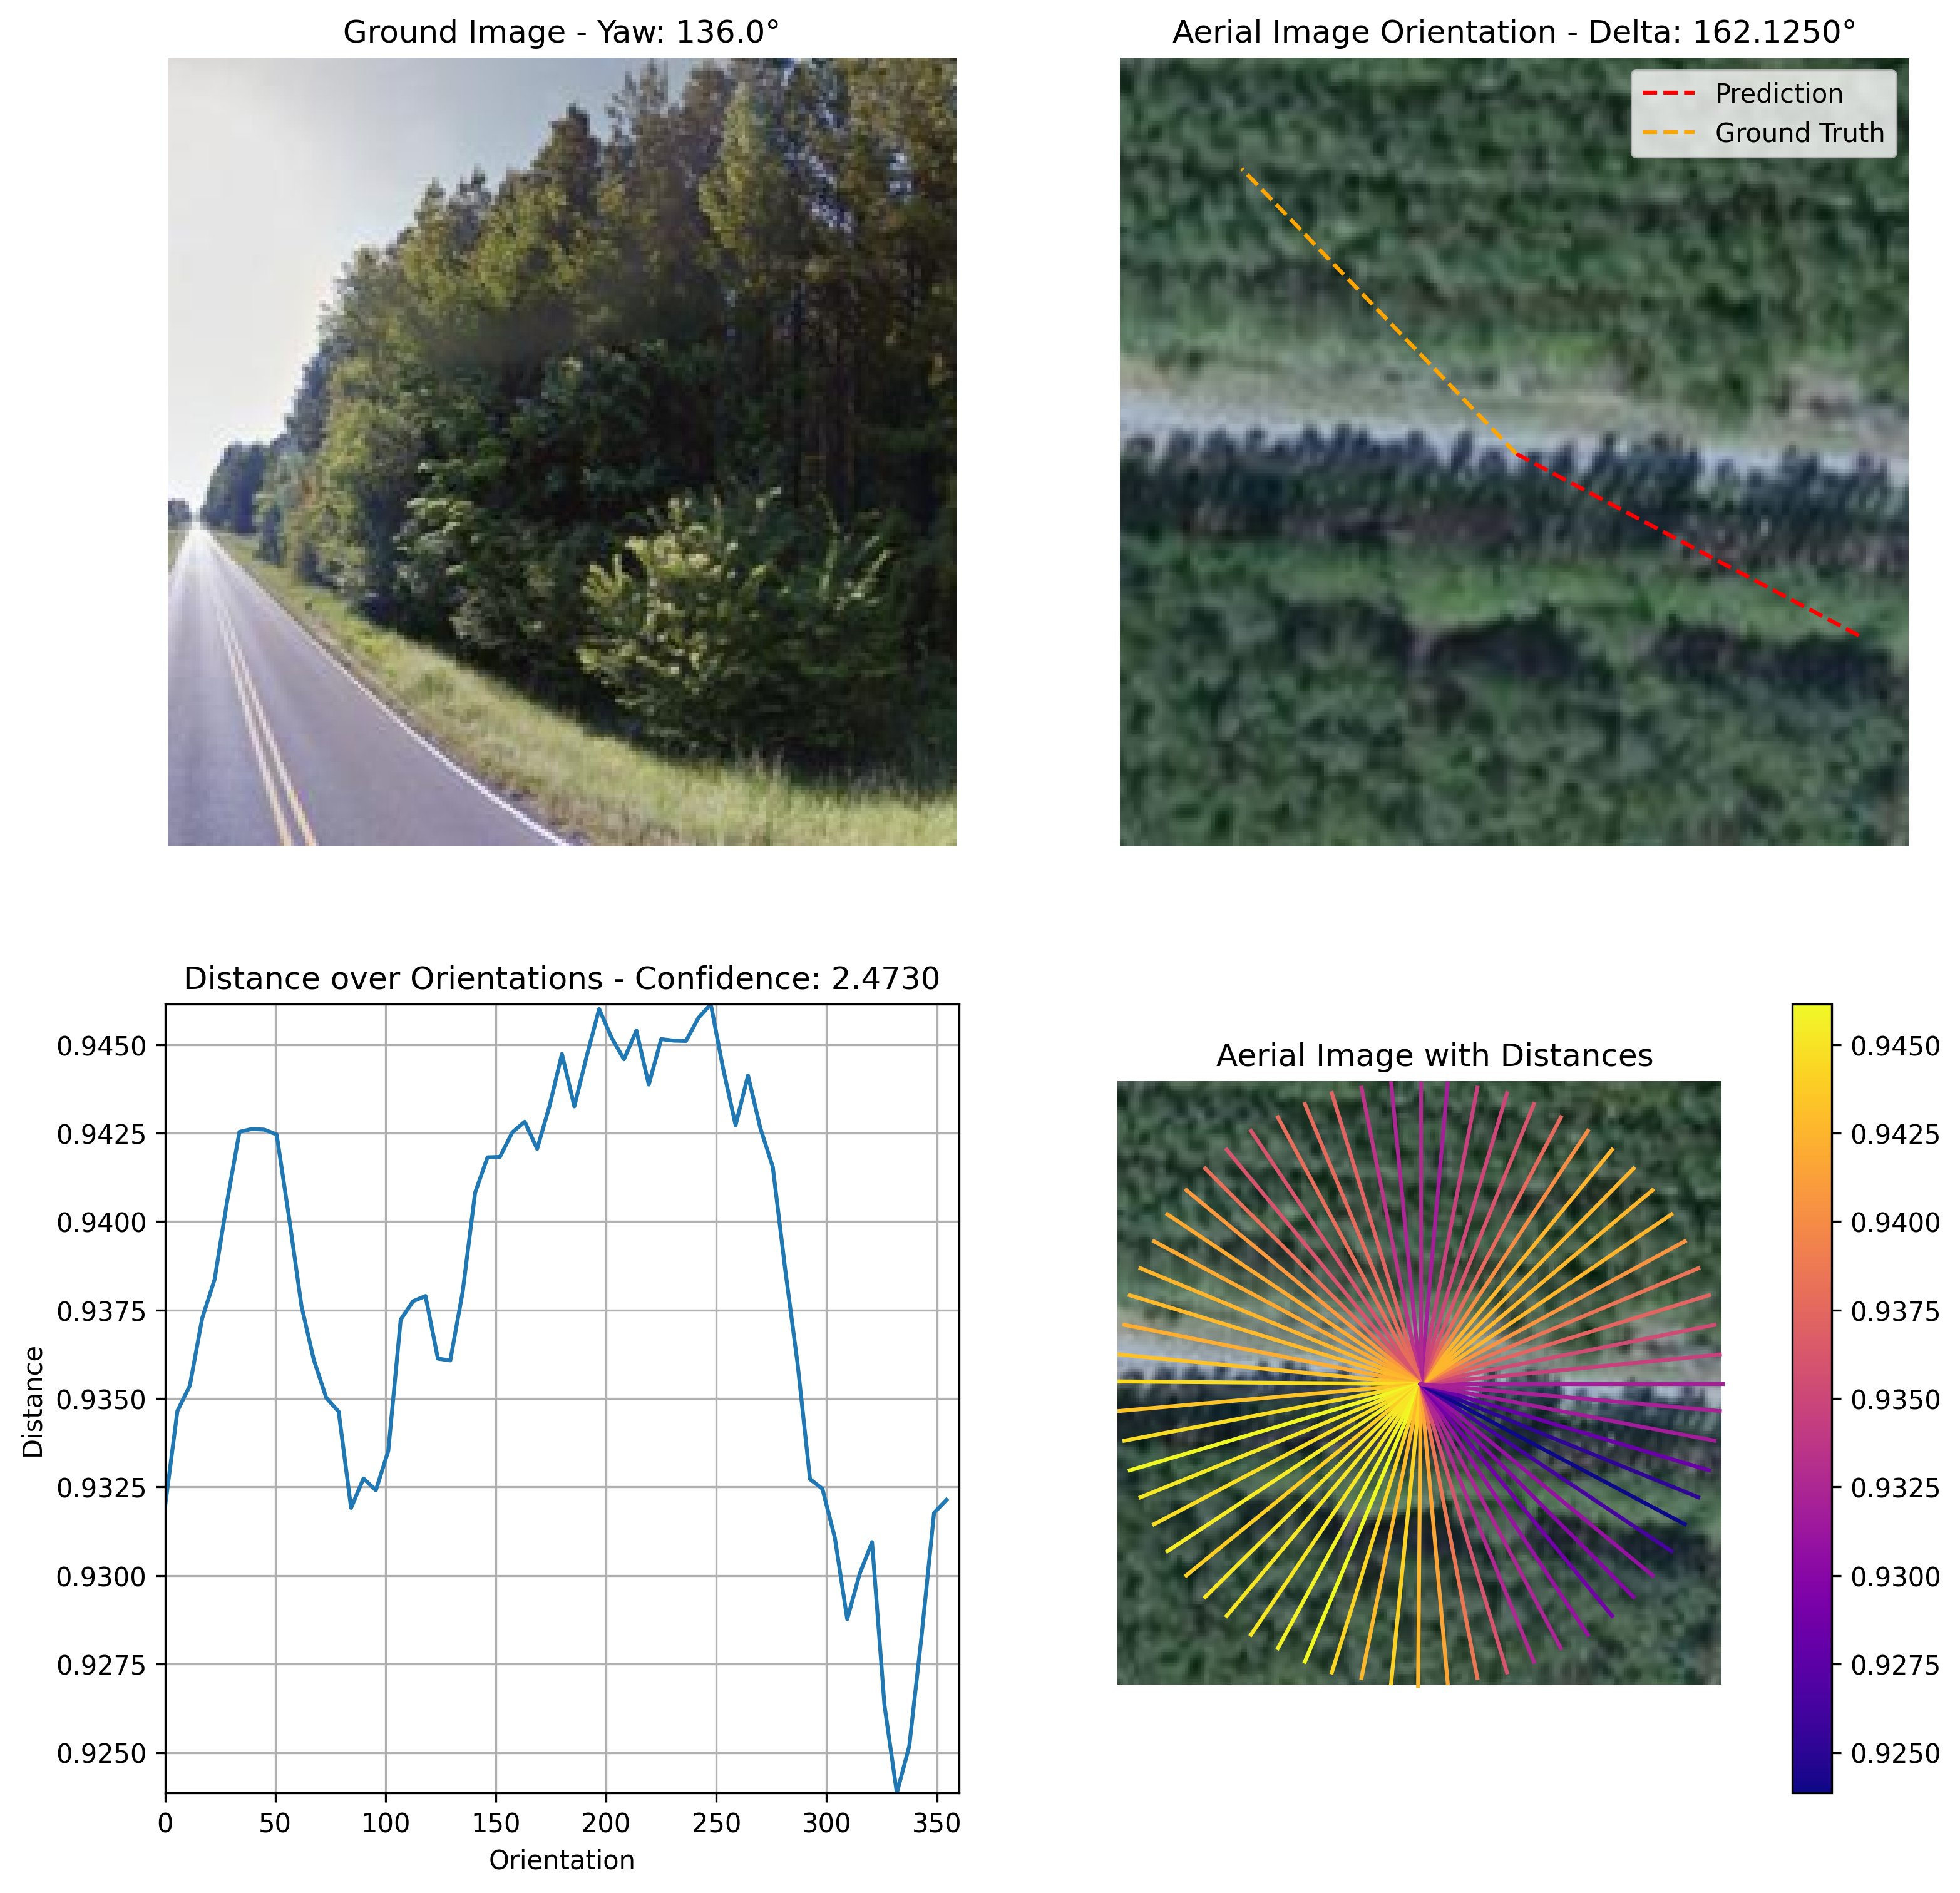 Ground Image - Yaw: 136.0°
Aerial Image Orientation - Delta: 162.1250°
Prediction
Ground Truth
Distance over Orientations - Confidence: 2.4730
0.9450
0.9425
0.9400
0.9375
0.9350
0.9325
0.9300
0.9275
0.9250
Distance
0 50 100 150 200 250 300 350
Orientation
Aerial Image with Distances
0.9450
0.9425
0.9400
0.9375
0.9350
0.9325
0.9300
0.9275
0.9250